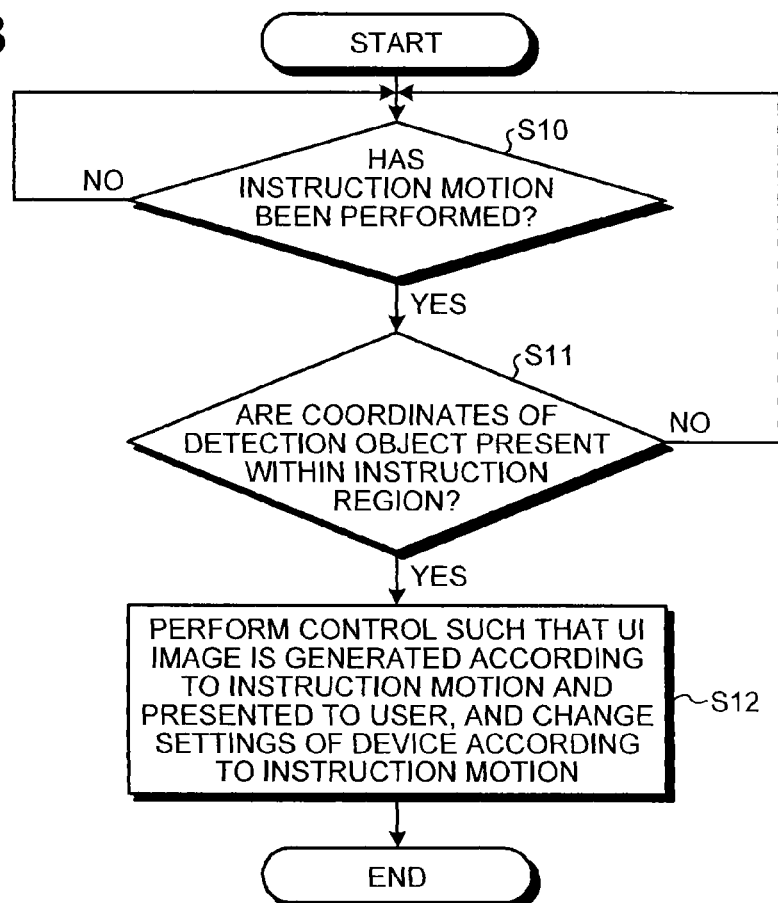 START
S10
HAS
INSTRUCTION MOTION
BEEN PERFORMED?
NO
YES
S11
ARE COORDINATES OF
DETECTION OBJECT PRESENT
WITHIN INSTRUCTION
REGION?
NO
YES
PERFORM CONTROL SUCH THAT UI
IMAGE IS GENERATED ACCORDING
TO INSTRUCTION MOTION AND
PRESENTED TO USER, AND CHANGE
SETTINGS OF DEVICE ACCORDING
TO INSTRUCTION MOTION
S12
END